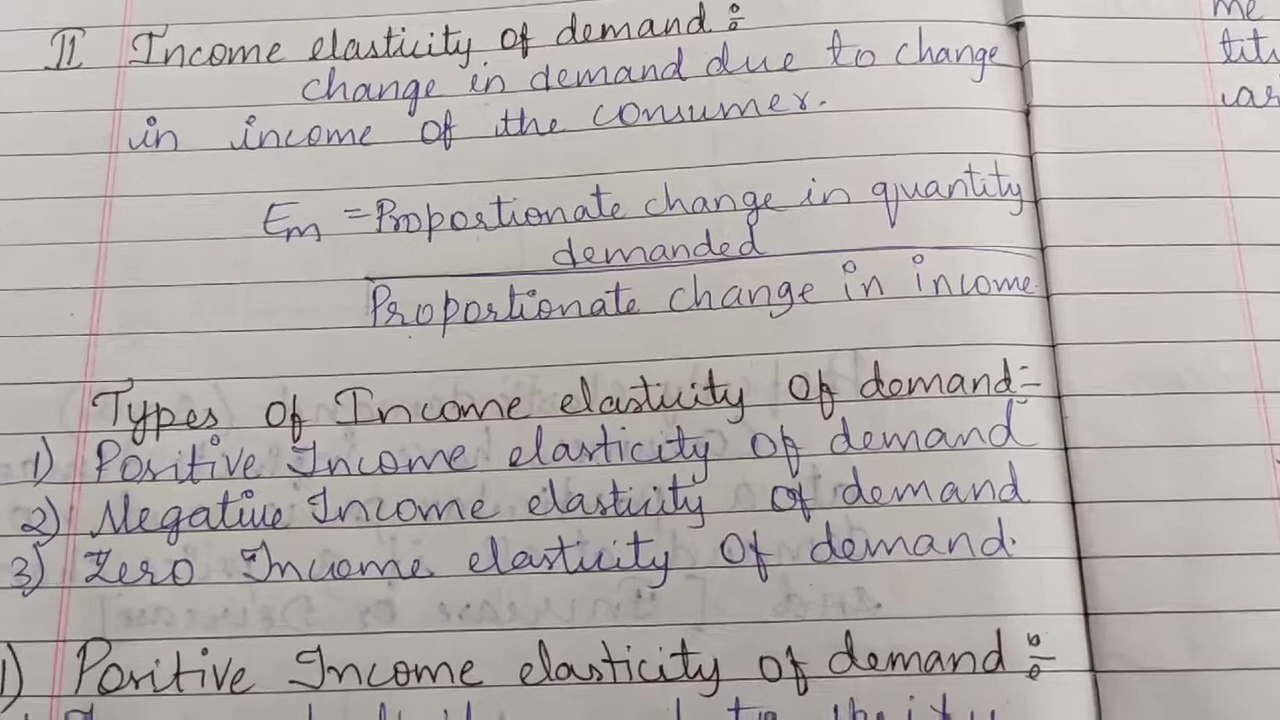 II Income elasticity of demand :
change in demand due to change
in income of the consumer.
Em = Proportionate change in quantity
demanded
Proportionate change in income
Types of Income elasticity of demand:-
1) Positive Income elasticity of demand
2) Negative Income elasticity of demand
3) Zero Income elasticity of demand.
1) Positive Income elasticity of demand :
me